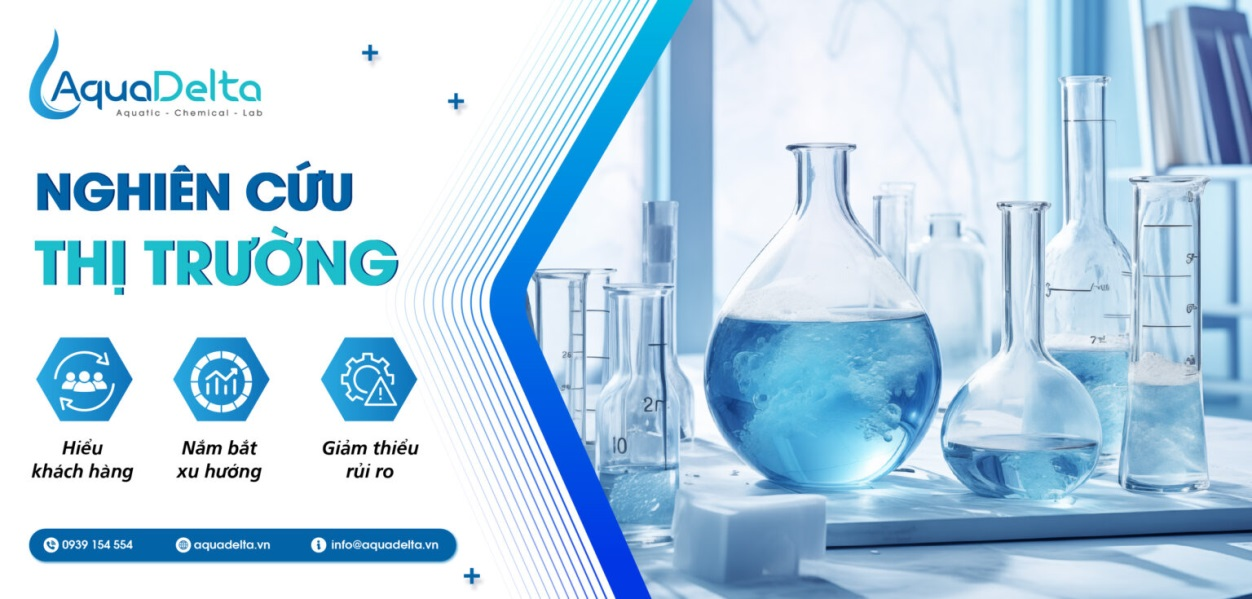 AquaDelta
Aquatic - Chemical - Lab
NGHIÊN CỨU
THỊ TRƯỜNG
Hiểu
khách hàng
Nắm bắt
xu hướng
Giảm thiểu
rủi ro
0939 154 554
aquadelta.vn
info@aquadelta.vn
10